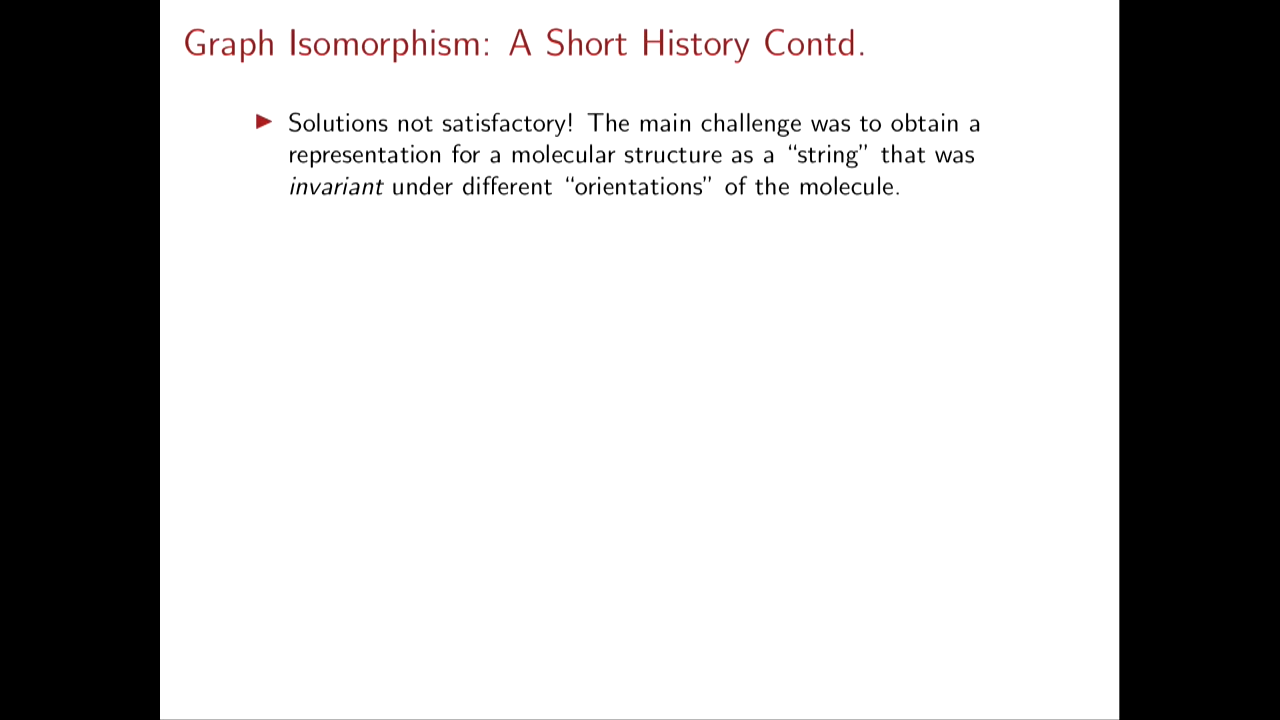 Graph Isomorphism: A Short History Contd.
Solutions not satisfactory! The main challenge was to obtain a
representation for a molecular structure as a “string” that was
invariant under different “orientations” of the molecule.